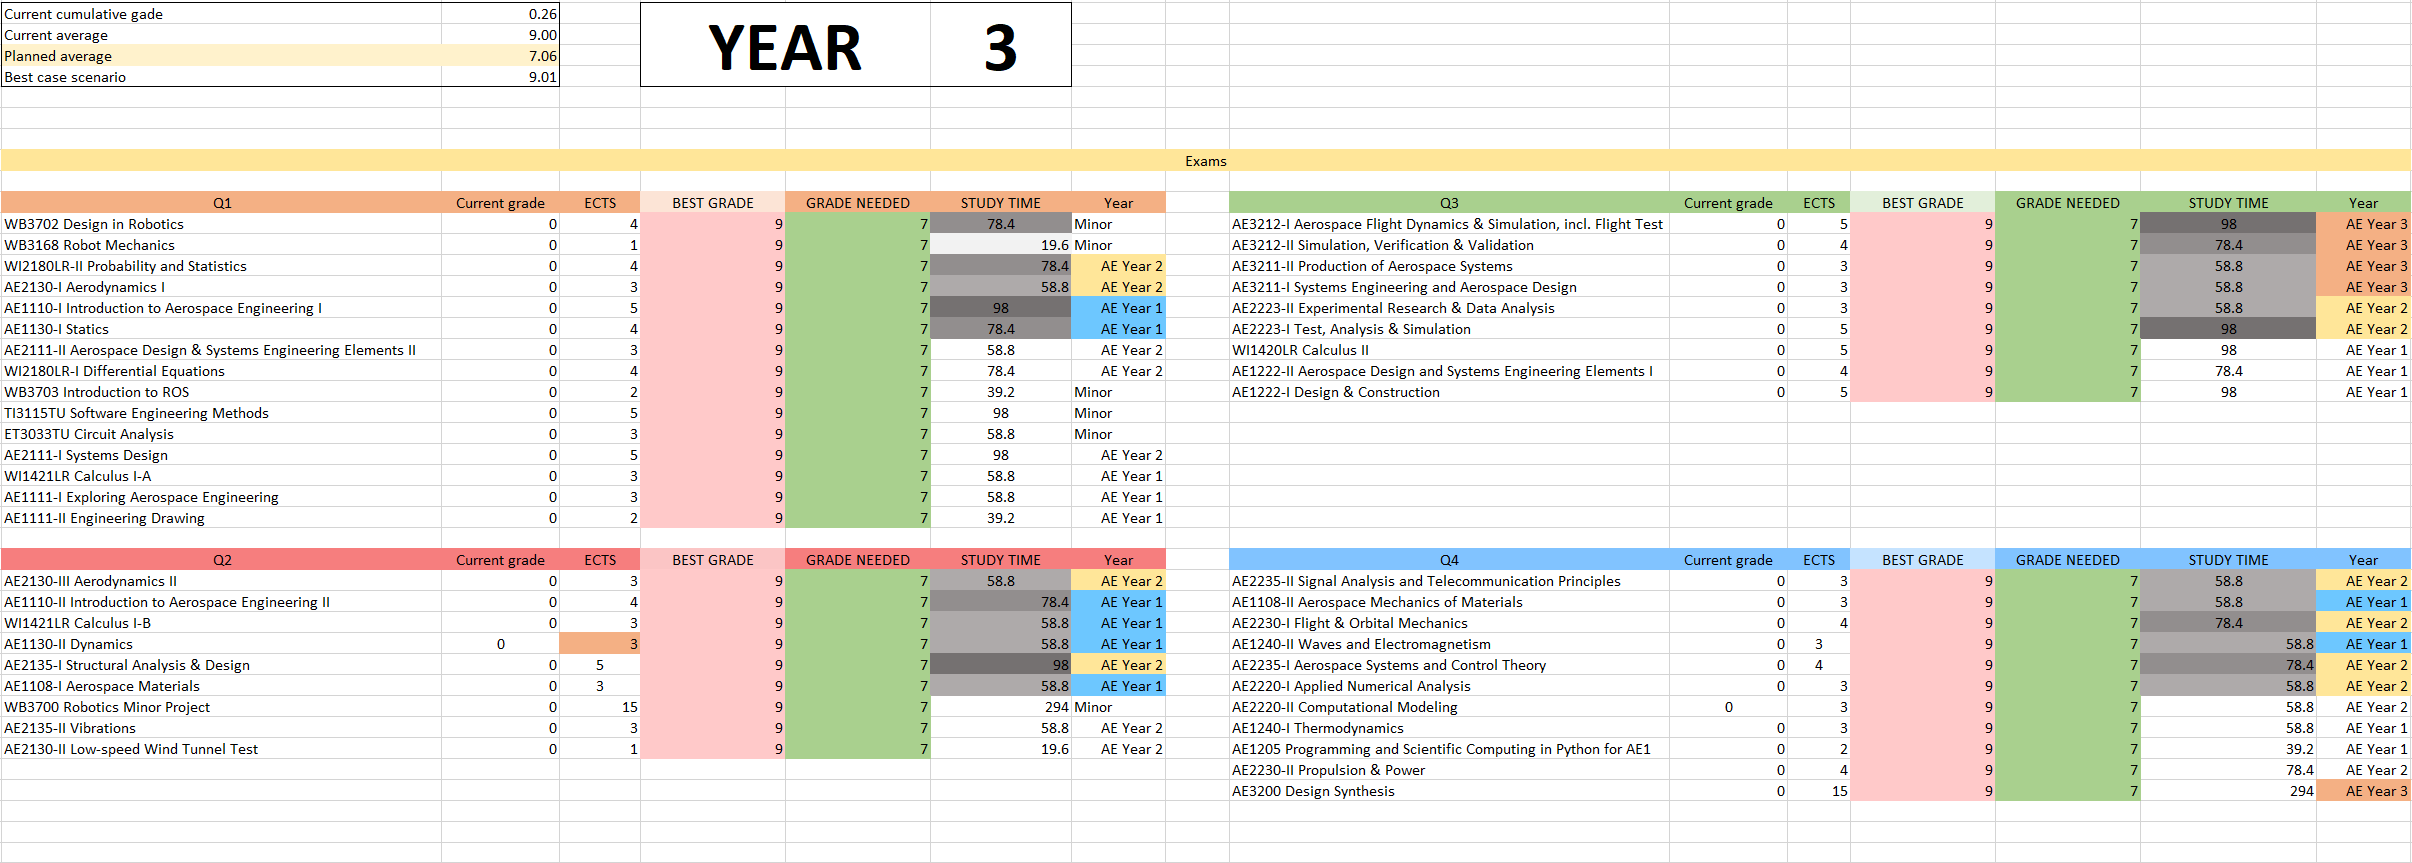 Current cumulative gade 0.26
Current average 9.00
Planned average 7.06
Best case scenario 9.01
YEAR 3
Exams
Q1 Current grade ECTS BEST GRADE GRADE NEEDED STUDY TIME Year
WB3702 Design in Robotics 0 4 9 7 78.4 Minor
WB3168 Robot Mechanics 0 1 9 7 19.6 Minor
WI2180LR-II Probability and Statistics 0 4 9 7 78.4 AE Year 2
AE2130-I Aerodynamics I 0 3 9 7 58.8 AE Year 2
AE1110-I Introduction to Aerospace Engineering I 0 5 9 7 98 AE Year 1
AE1130-I Statics 0 4 9 7 78.4 AE Year 1
AE2111-II Aerospace Design & Systems Engineering Elements II 0 3 9 7 58.8 AE Year 2
WI2180LR-I Differential Equations 0 4 9 7 78.4 AE Year 2
WB3703 Introduction to ROS 0 2 9 7 39.2 Minor
TI3115TU Software Engineering Methods 0 5 9 7 98 Minor
ET3033TU Circuit Analysis 0 3 9 7 58.8 Minor
AE2111-I Systems Design 0 5 9 7 98 AE Year 2
WI1421LR Calculus I-A 0 3 9 7 58.8 AE Year 1
AE1111-I Exploring Aerospace Engineering 0 3 9 7 58.8 AE Year 1
AE1111-II Engineering Drawing 0 2 9 7 39.2 AE Year 1
Q3 Current grade ECTS BEST GRADE GRADE NEEDED STUDY TIME Year
AE3212-I Aerospace Flight Dynamics & Simulation, incl. Flight Test 0 5 9 7 98 AE Year 3
AE3212-II Simulation, Verification & Validation 0 4 9 7 78.4 AE Year 3
AE3211-II Production of Aerospace Systems 0 3 9 7 58.8 AE Year 3
AE3211-I Systems Engineering and Aerospace Design 0 3 9 7 58.8 AE Year 3
AE2223-II Experimental Research & Data Analysis 0 3 9 7 58.8 AE Year 2
AE2223-I Test, Analysis & Simulation 0 5 9 7 98 AE Year 2
WI1420LR Calculus II 0 5 9 7 98 AE Year 1
AE1222-II Aerospace Design and Systems Engineering Elements I 0 4 9 7 78.4 AE Year 1
AE1222-I Design & Construction 0 5 9 7 98 AE Year 1
Q2 Current grade ECTS BEST GRADE GRADE NEEDED STUDY TIME Year
AE2130-III Aerodynamics II 0 3 9 7 58.8 AE Year 2
AE1110-II Introduction to Aerospace Engineering II 0 4 9 7 78.4 AE Year 1
WI1421LR Calculus I-B 0 3 9 7 58.8 AE Year 1
AE1130-II Dynamics 0 3 9 7 58.8 AE Year 1
AE2135-I Structural Analysis & Design 0 5 9 7 98 AE Year 2
AE1108-I Aerospace Materials 0 3 9 7 58.8 AE Year 1
WB3700 Robotics Minor Project 0 15 9 7 294 Minor
AE2135-II Vibrations 0 3 9 7 58.8 AE Year 2
AE2130-II Low-speed Wind Tunnel Test 0 1 9 7 19.6 AE Year 2
Q4 Current grade ECTS BEST GRADE GRADE NEEDED STUDY TIME Year
AE2235-II Signal Analysis and Telecommunication Principles 0 3 9 7 58.8 AE Year 2
AE1108-II Aerospace Mechanics of Materials 0 3 9 7 58.8 AE Year 1
AE2230-I Flight & Orbital Mechanics 0 4 9 7 78.4 AE Year 2
AE1240-II Waves and Electromagnetism 0 3 9 7 58.8 AE Year 1
AE2235-I Aerospace Systems and Control Theory 0 4 9 7 78.4 AE Year 2
AE2220-I Applied Numerical Analysis 0 3 9 7 58.8 AE Year 2
AE2220-II Computational Modeling 0 3 9 7 58.8 AE Year 2
AE1240-I Thermodynamics 0 3 9 7 58.8 AE Year 1
AE1205 Programming and Scientific Computing in Python for AE1 0 2 9 7 39.2 AE Year 1
AE2230-II Propulsion & Power 0 4 9 7 78.4 AE Year 2
AE3200 Design Synthesis 0 15 9 7 294 AE Year 3